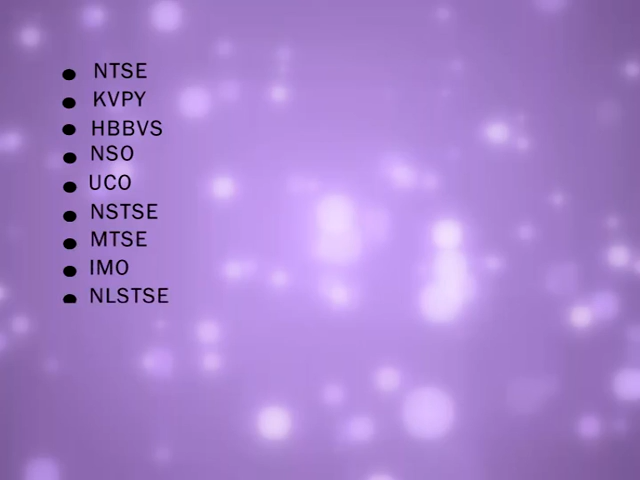 • NTSE
• KVPY
• HBBVS
• NSO
• UCO
• NSTSE
• MTSE
• IMO
• NLSTSE